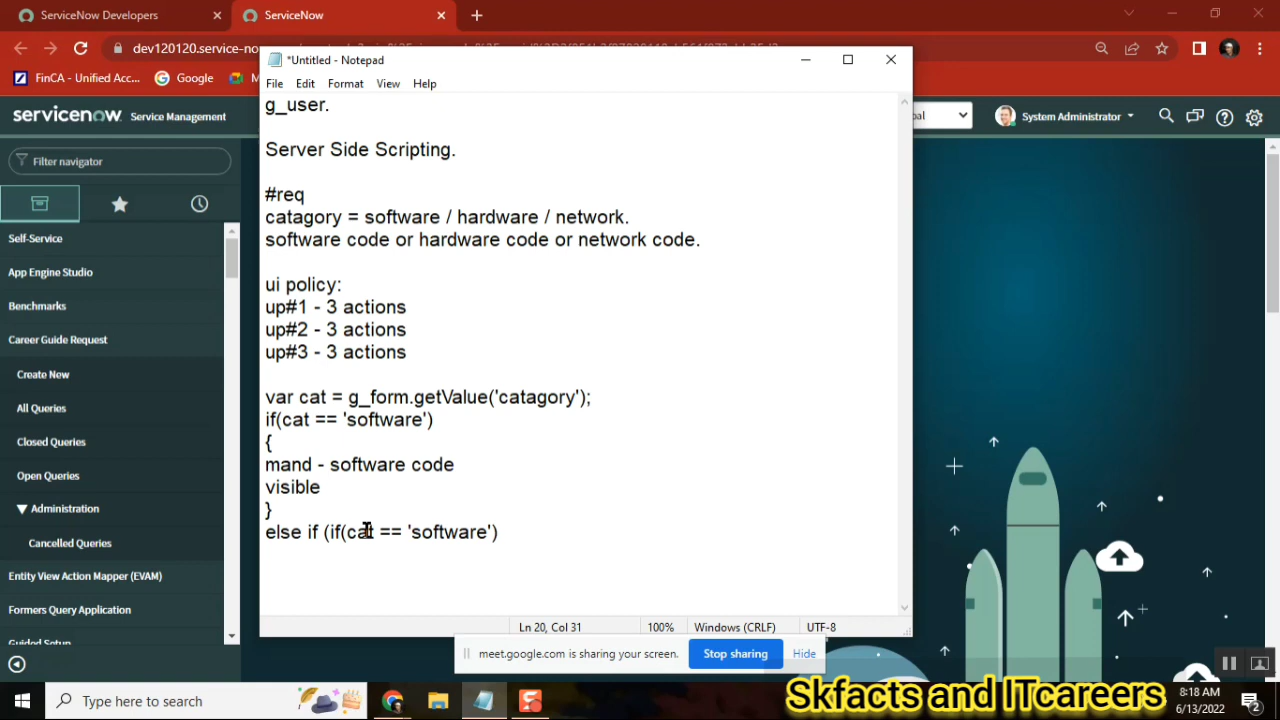 ServiceNow Developers
ServiceNow
dev120120.service-no
FinCA - Unified Acc...
Google
servicenow Service Management
System Administrator
Filter navigator
Self-Service
App Engine Studio
Benchmarks
Career Guide Request
Create New
All Queries
Closed Queries
Open Queries
Administration
Cancelled Queries
Entity View Action Mapper (EVAM)
Formers Query Application
Guided Setup
*Untitled - Notepad
File Edit Format View Help
g_user.
Server Side Scripting.
#req
catagory = software / hardware / network.
software code or hardware code or network code.
ui policy:
up#1 - 3 actions
up#2 - 3 actions
up#3 - 3 actions
var cat = g_form.getValue('catagory');
if(cat == 'software')
{
mand - software code
visible
}
else if (if(cat == 'software')
Ln 20, Col 31 100% Windows (CRLF) UTF-8
meet.google.com is sharing your screen. Stop sharing Hide
Skfacts and ITcareers
Type here to search
8:18 AM
6/13/2022
2